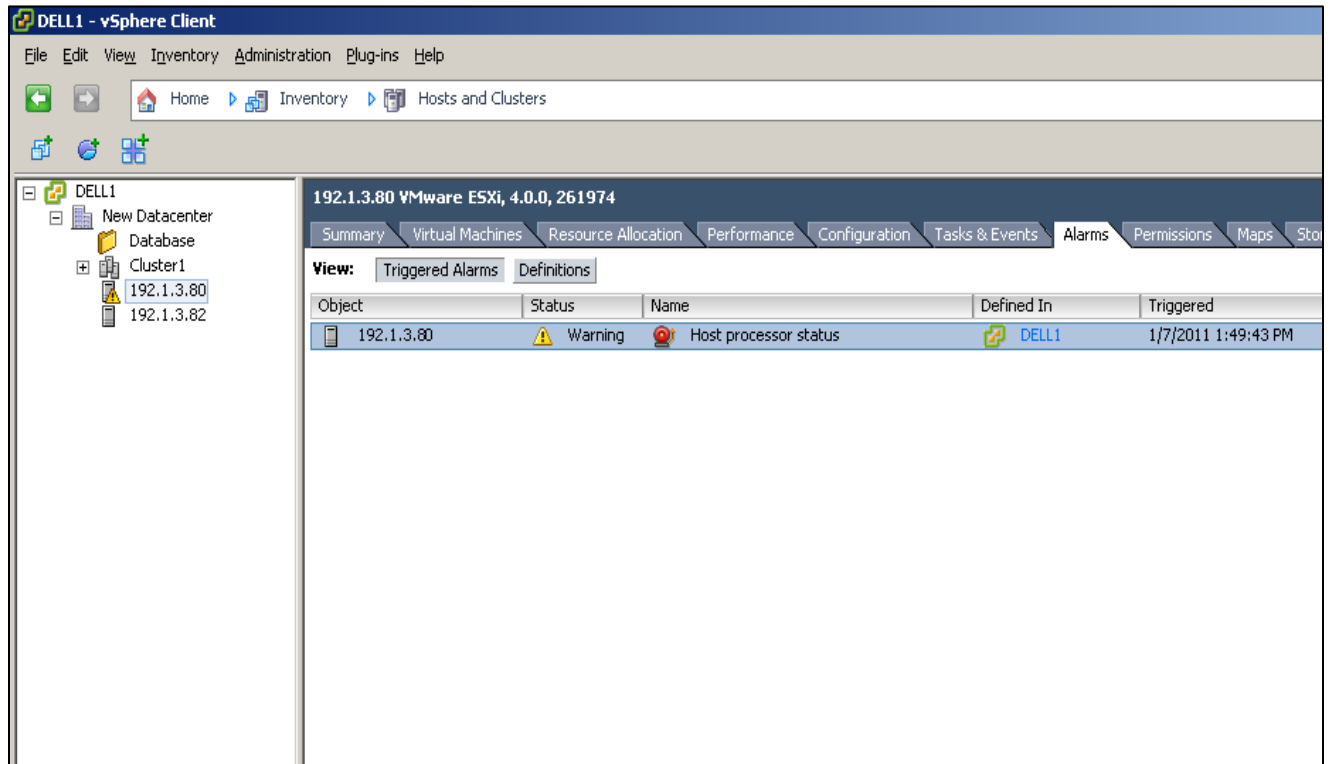 DELL1 - vSphere Client
File Edit View Inventory Administration Plug-ins Help
Home Inventory Hosts and Clusters
DELL1
New Datacenter
Database
Cluster1
192.1.3.80
192.1.3.82
192.1.3.80 VMware ESXi, 4.0.0, 261974
Summary Virtual Machines Resource Allocation Performance Configuration Tasks & Events Alarms Permissions Maps Sto
View: Triggered Alarms Definitions
Object Status Name Defined In Triggered
192.1.3.80 Warning Host processor status DELL1 1/7/2011 1:49:43 PM